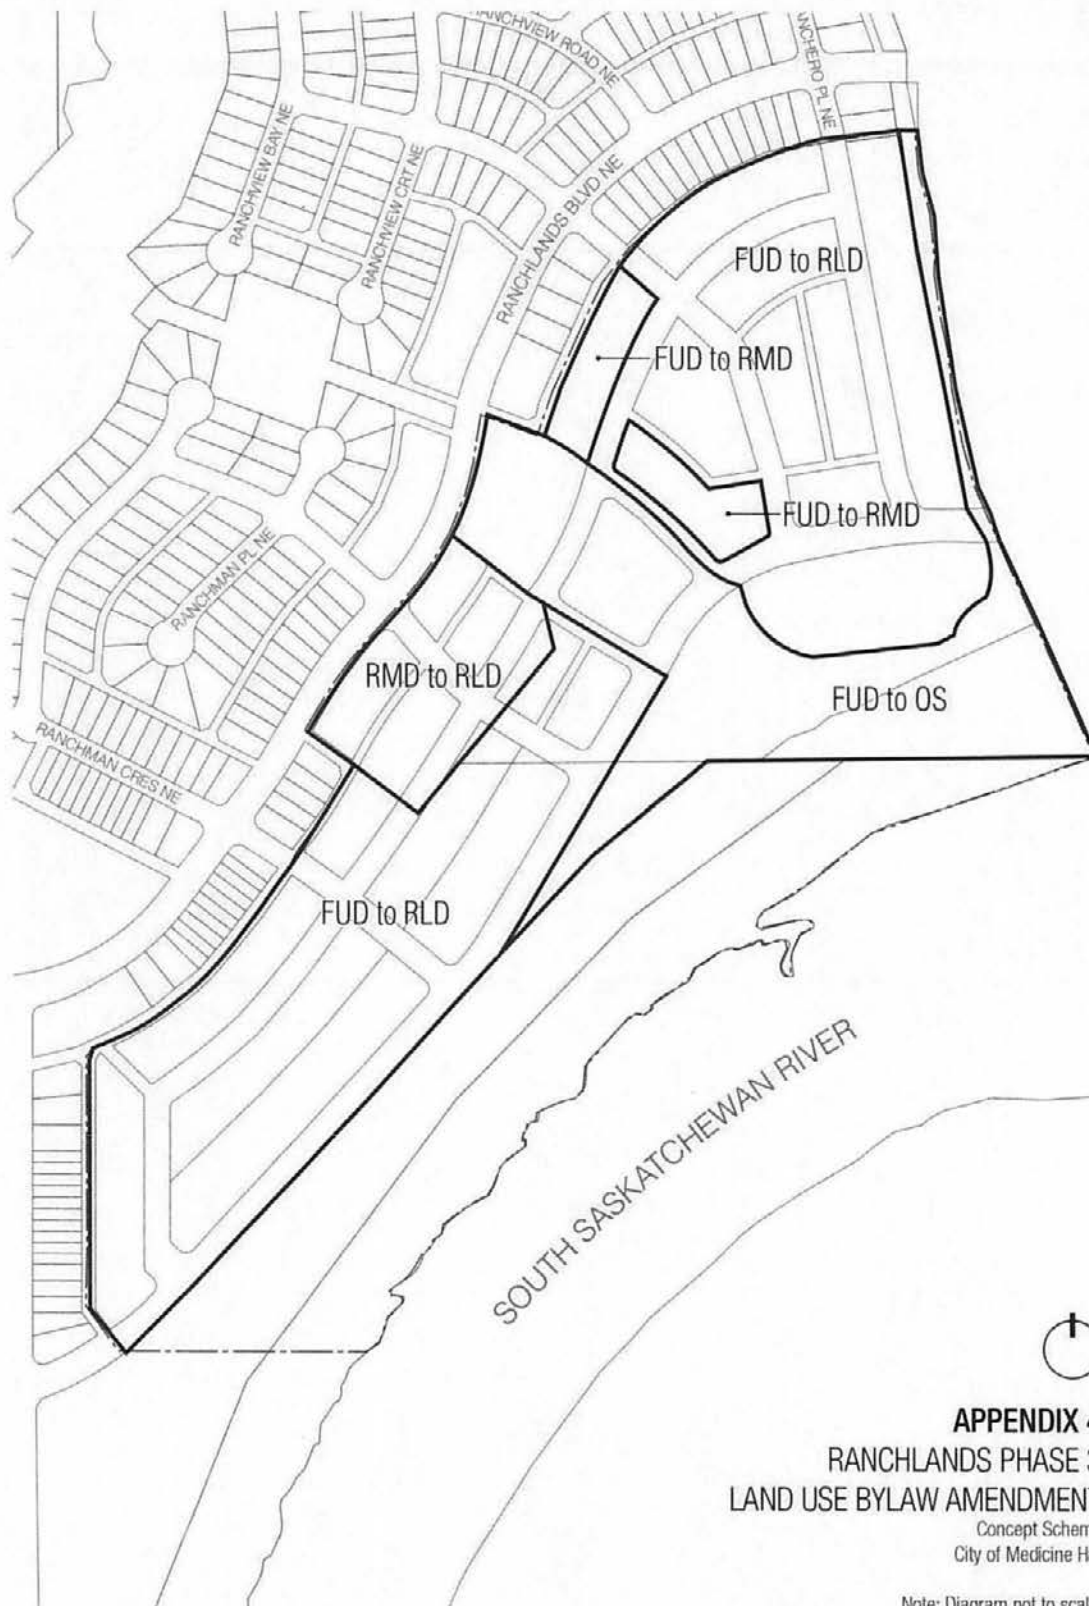 RANCHVIEW ROAD NE
RANCHERO PL NE
RANCHVIEW BAY NE
RANCHVIEW CRT NE
RANCHLANDS BLVD NE
FUD to RLD
FUD to RMD
FUD to RMD
RANCHMAN PL NE
RMD to RLD
FUD to OS
RANCHMAN CRES NE
FUD to RLD
SOUTH SASKATCHEWAN RIVER
APPENDIX
RANCHLANDS PHASE
LAND USE BYLAW AMENDMENT
Concept Schem
City of Medicine H
Note: Diagram not to scal